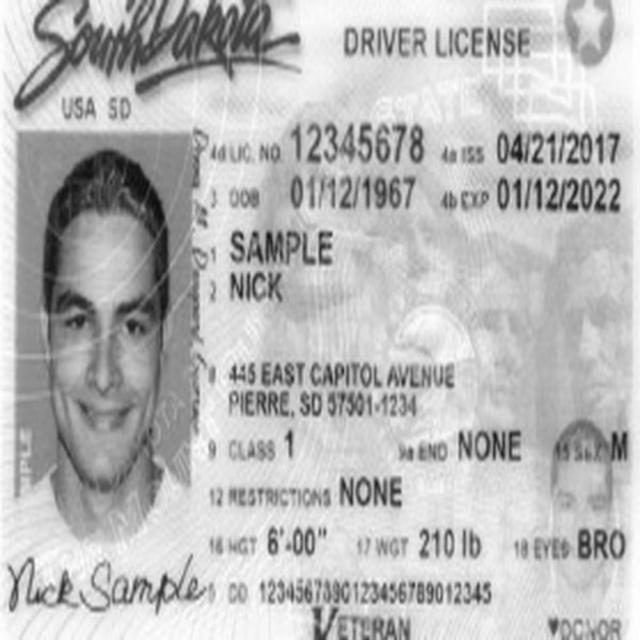 South Dakota
DRIVER LICENSE
USA SD
4d LIC. NO. 12345678 4a ISS 04/21/2017
3 DOB 01/12/1967 4b EXP 01/12/2022
1 SAMPLE
2 NICK
8 445 EAST CAPITOL AVENUE
PIERRE, SD 57501-1234
9 CLASS 1 9a END NONE 15 SEX M
12 RESTRICTIONS NONE
16 HGT 6'-00" 17 WGT 210 lb 18 EYES BRO
Nick Sample
5 DD 1234567890123456789012345
VETERAN ♥DONOR